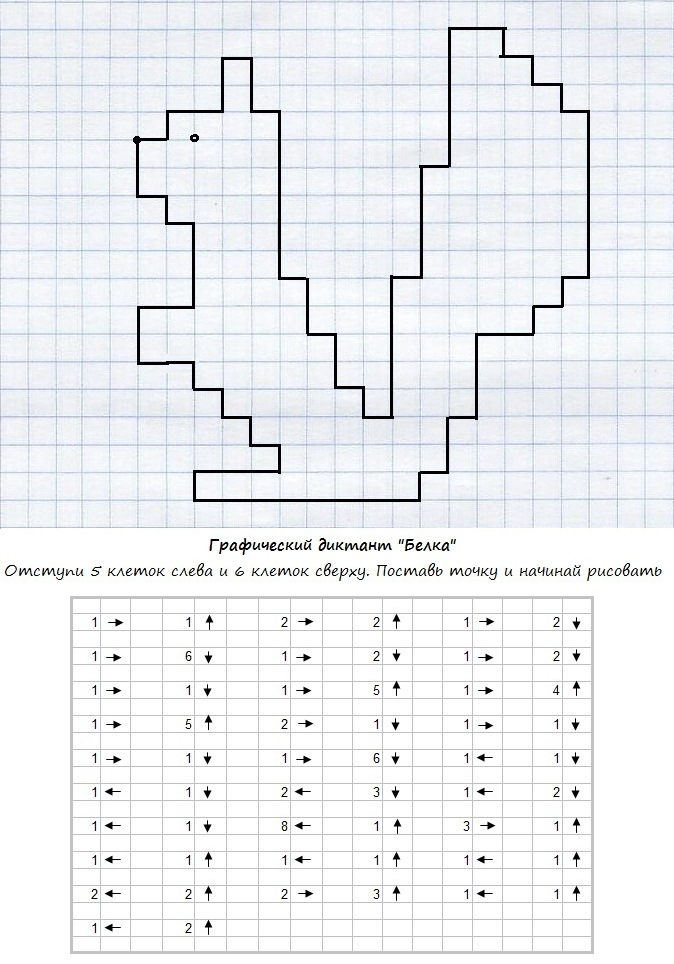 Графический диктант "Белка"
Отступи 5 клеток слева и 6 клеток сверху. Поставь точку и начинай рисовать
1 → 1 ↑ 2 → 2 ↑ 1 → 2 ↓
1 → 6 ↓ 1 → 2 ↓ 1 → 2 ↓
1 → 1 ↓ 1 → 5 ↑ 1 → 4 ↑
1 → 5 ↑ 2 → 1 ↓ 1 → 1 ↓
1 → 1 ↓ 1 → 6 ↓ 1 ← 1 ↓
1 ← 1 ↓ 2 ← 3 ↓ 1 ← 2 ↓
1 ← 1 ↓ 8 ← 1 ↑ 3 → 1 ↑
1 ← 1 ↑ 1 ← 1 ↑ 1 ← 1 ↑
2 ← 2 ↑ 2 → 3 ↑ 1 ← 1 ↑
1 ← 2 ↑